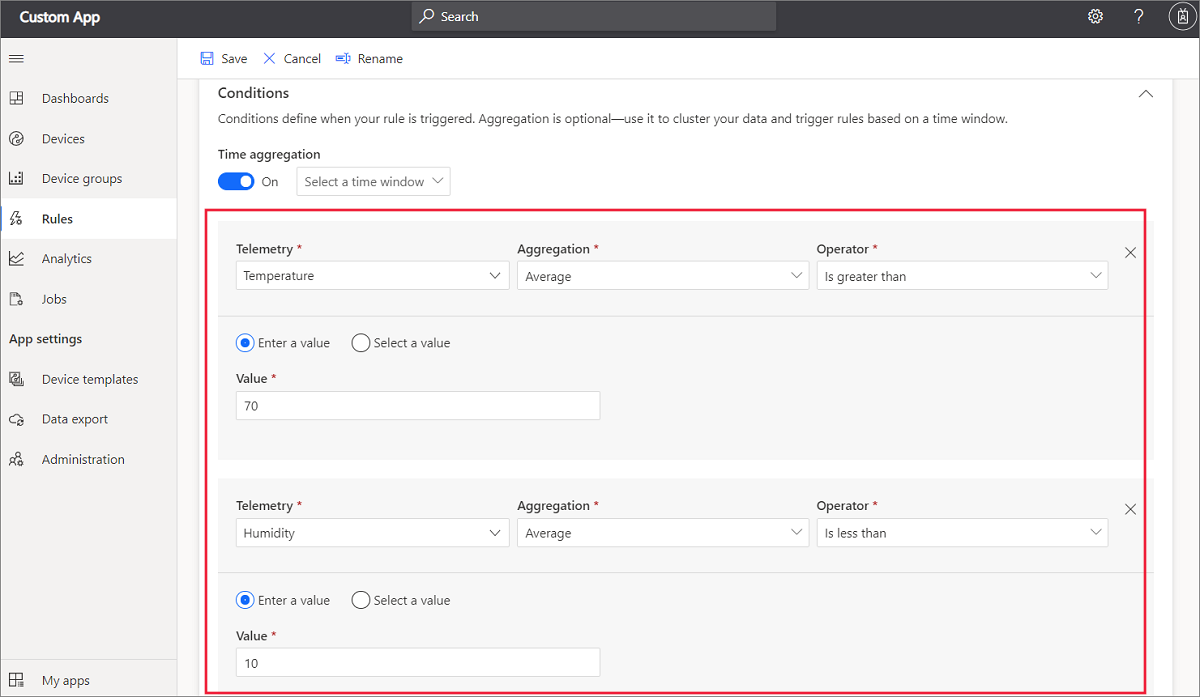 Custom App
Search
?
Save Cancel Rename
Dashboards
Devices
Device groups
Rules
Analytics
Jobs
App settings
Device templates
Data export
Administration
My apps
Conditions
Conditions define when your rule is triggered. Aggregation is optional—use it to cluster your data and trigger rules based on a time window.
Time aggregation
On Select a time window
Telemetry * Aggregation * Operator *
Temperature Average Is greater than
Enter a value Select a value
Value *
70
Telemetry * Aggregation * Operator *
Humidity Average Is less than
Enter a value Select a value
Value *
10